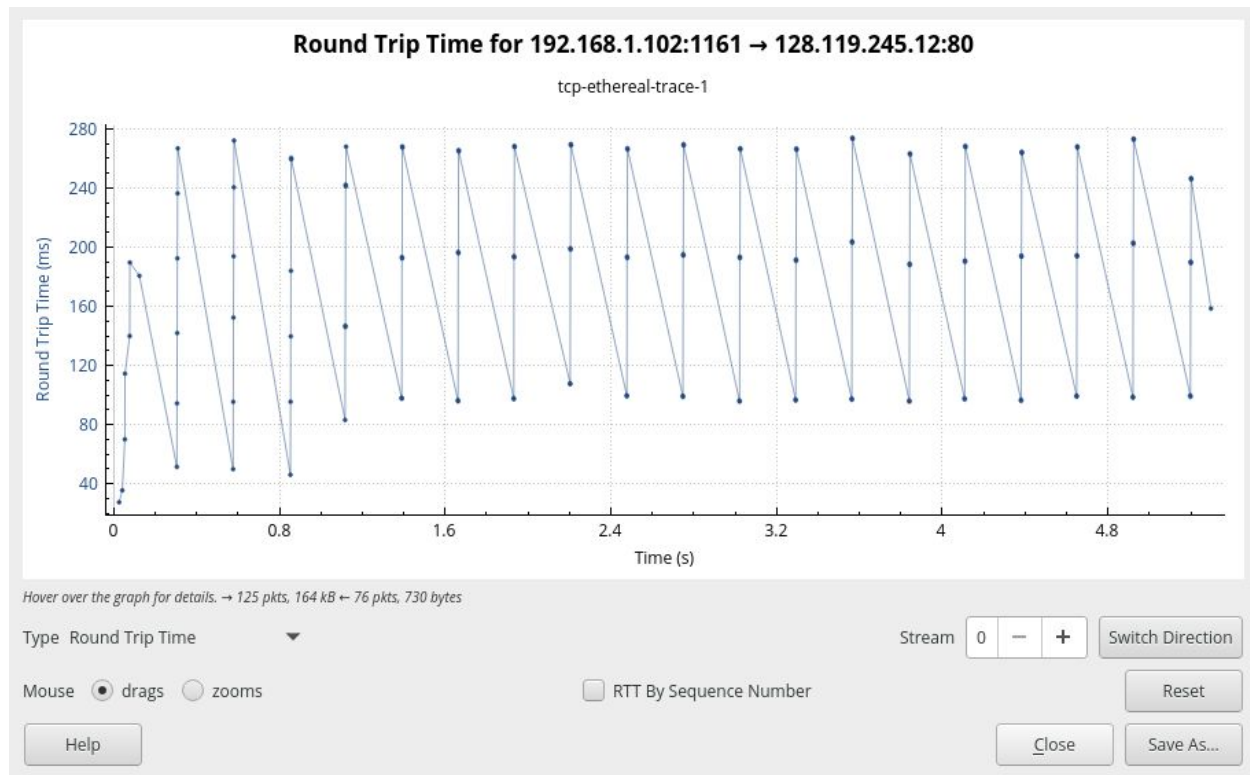 Round Trip Time for 192.168.1.102:1161 → 128.119.245.12:80
tcp-ethereal-trace-1
Round Trip Time (ms)
280
240
200
160
120
80
40
0
0.8
1.6
2.4
3.2
4
4.8
Time (s)
Hover over the graph for details. → 125 pkts, 164 kB ← 76 pkts, 730 bytes
Type Round Trip Time
Stream 0 − + Switch Direction
Mouse drags zooms
RTT By Sequence Number
Reset
Help
Close
Save As...